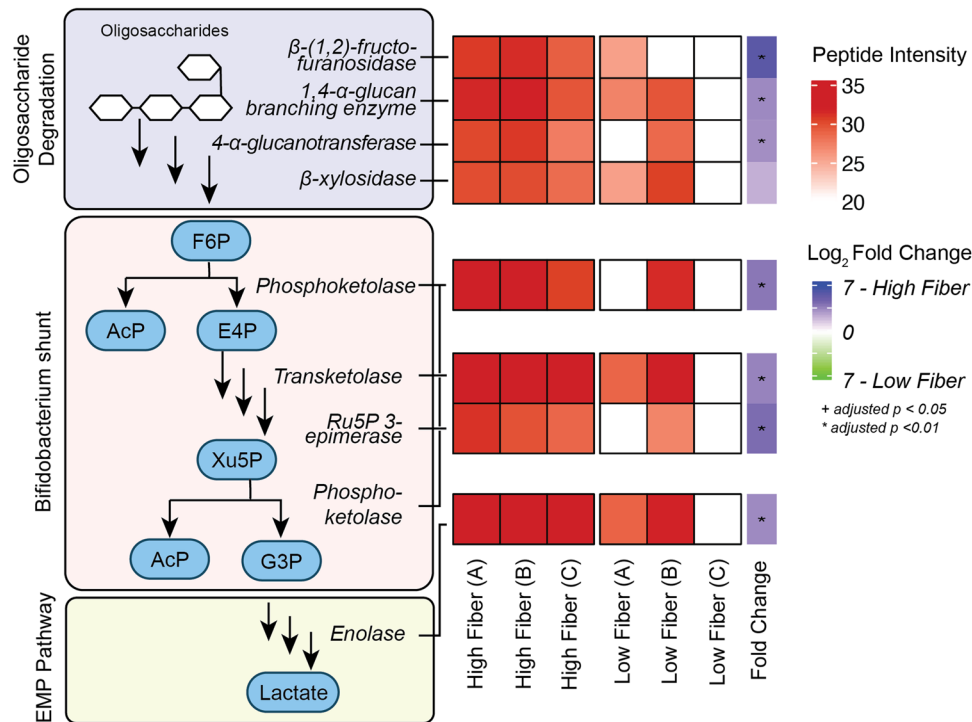 Oligosaccharide
Degradation
Oligosaccharides
β-(1,2)-fructo-
furanosidase
1,4-α-glucan
branching enzyme
4-α-glucanotransferase
β-xylosidase
*
*
*
Bifidobacterium shunt
F6P
AcP
E4P
Xu5P
AcP
G3P
Phosphoketolase
Transketolase
Ru5P 3-
epimerase
Phospho-
ketolase
*
*
*
*
EMP Pathway
Enolase
Lactate
High Fiber (A)
High Fiber (B)
High Fiber (C)
Low Fiber (A)
Low Fiber (B)
Low Fiber (C)
Fold Change
Peptide Intensity
35
30
25
20
Log2 Fold Change
7 - High Fiber
0
7 - Low Fiber
+ adjusted p < 0.05
* adjusted p <0.01